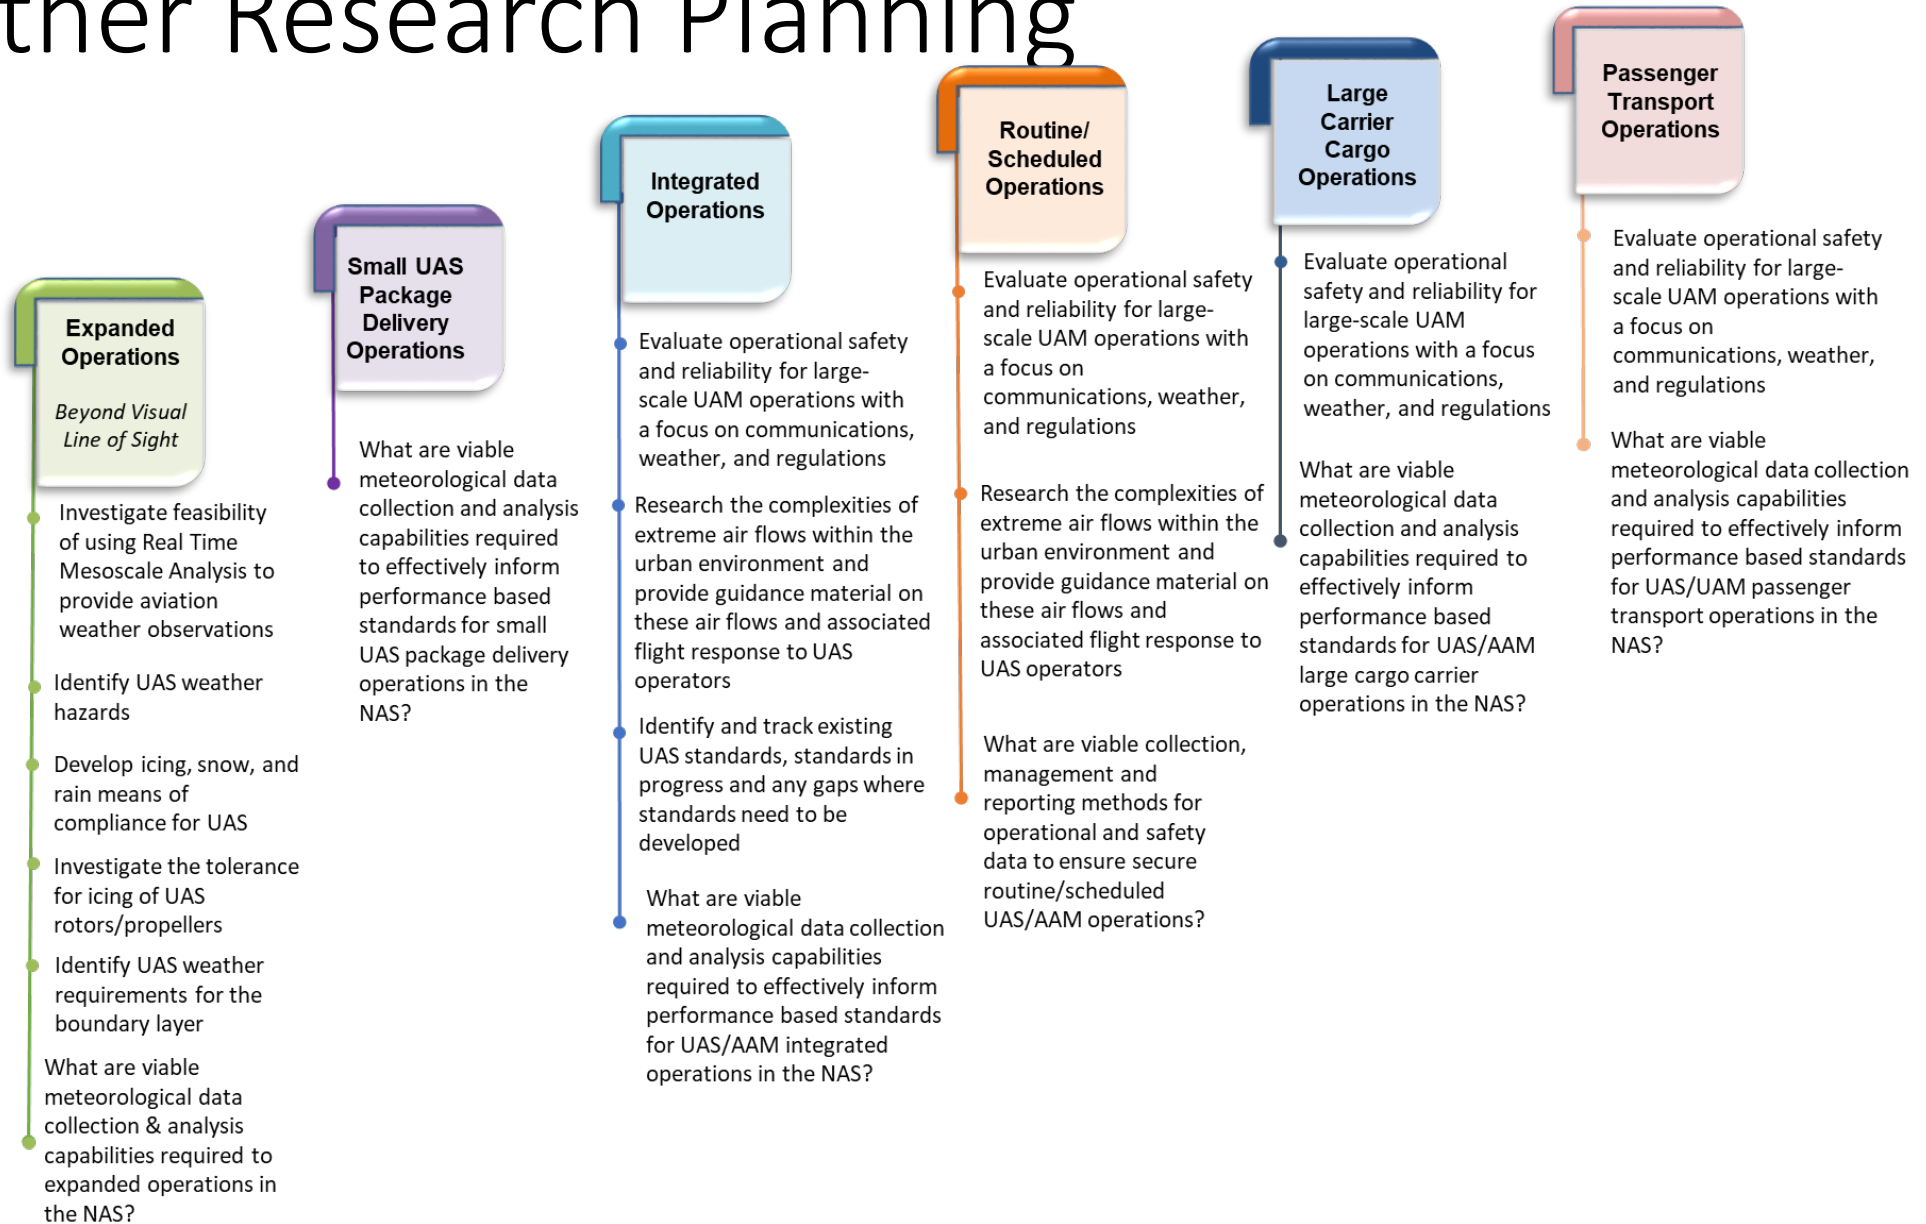 ther Research Planning
Expanded
Operations
Beyond Visual
Line of Sight
Investigate feasibility
of using Real Time
Mesoscale Analysis to
provide aviation
weather observations
Identify UAS weather
hazards
Develop icing, snow, and
rain means of
compliance for UAS
Investigate the tolerance
for icing of UAS
rotors/propellers
Identify UAS weather
requirements for the
boundary layer
What are viable
meteorological data
collection & analysis
capabilities required to
expanded operations in
the NAS?
Small UAS
Package
Delivery
Operations
What are viable
meteorological data
collection and analysis
capabilities required
to effectively inform
performance based
standards for small
UAS package delivery
operations in the
NAS?
Integrated
Operations
Evaluate operational safety
and reliability for large-
scale UAM operations with
a focus on communications,
weather, and regulations
Research the complexities of
extreme air flows within the
urban environment and
provide guidance material on
these air flows and associated
flight response to UAS
operators
Identify and track existing
UAS standards, standards in
progress and any gaps where
standards need to be
developed
What are viable
meteorological data collection
and analysis capabilities
required to effectively inform
performance based standards
for UAS/AAM integrated
operations in the NAS?
Routine/
Scheduled
Operations
Evaluate operational safety
and reliability for large-
scale UAM operations with
a focus on
communications, weather,
and regulations
Research the complexities of
extreme air flows within the
urban environment and
provide guidance material on
these air flows and
associated flight response to
UAS operators
What are viable collection,
management and
reporting methods for
operational and safety
data to ensure secure
routine/scheduled
UAS/AAM operations?
Large
Carrier
Cargo
Operations
Evaluate operational
safety and reliability for
large-scale UAM
operations with a focus
on communications,
weather, and regulations
What are viable
meteorological data
collection and analysis
capabilities required to
effectively inform
performance based
standards for UAS/AAM
large cargo carrier
operations in the NAS?
Passenger
Transport
Operations
Evaluate operational safety
and reliability for large-
scale UAM operations with
a focus on
communications, weather,
and regulations
What are viable
meteorological data collection
and analysis capabilities
required to effectively inform
performance based standards
for UAS/UAM passenger
transport operations in the
NAS?